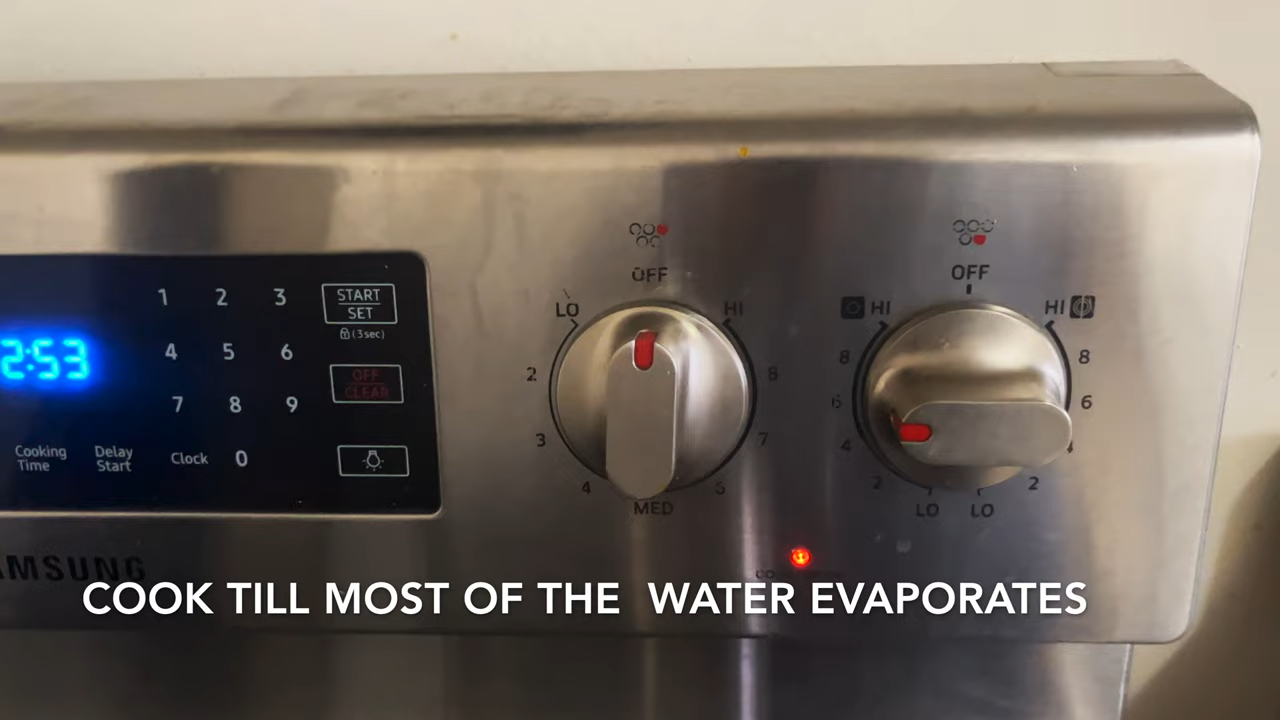 1 2 3
START
SET
(3sec)
2:53
4 5 6
OFF
CLEAR
7 8 9
Cooking
Time
Delay
Start
Clock 0
OFF
LO HI
2 8
3 7
4 5
MED
OFF
HI HI
8 8
6 6
4 4
2 2
LO LO
AMSUNG
COOK TILL MOST OF THE WATER EVAPORATES